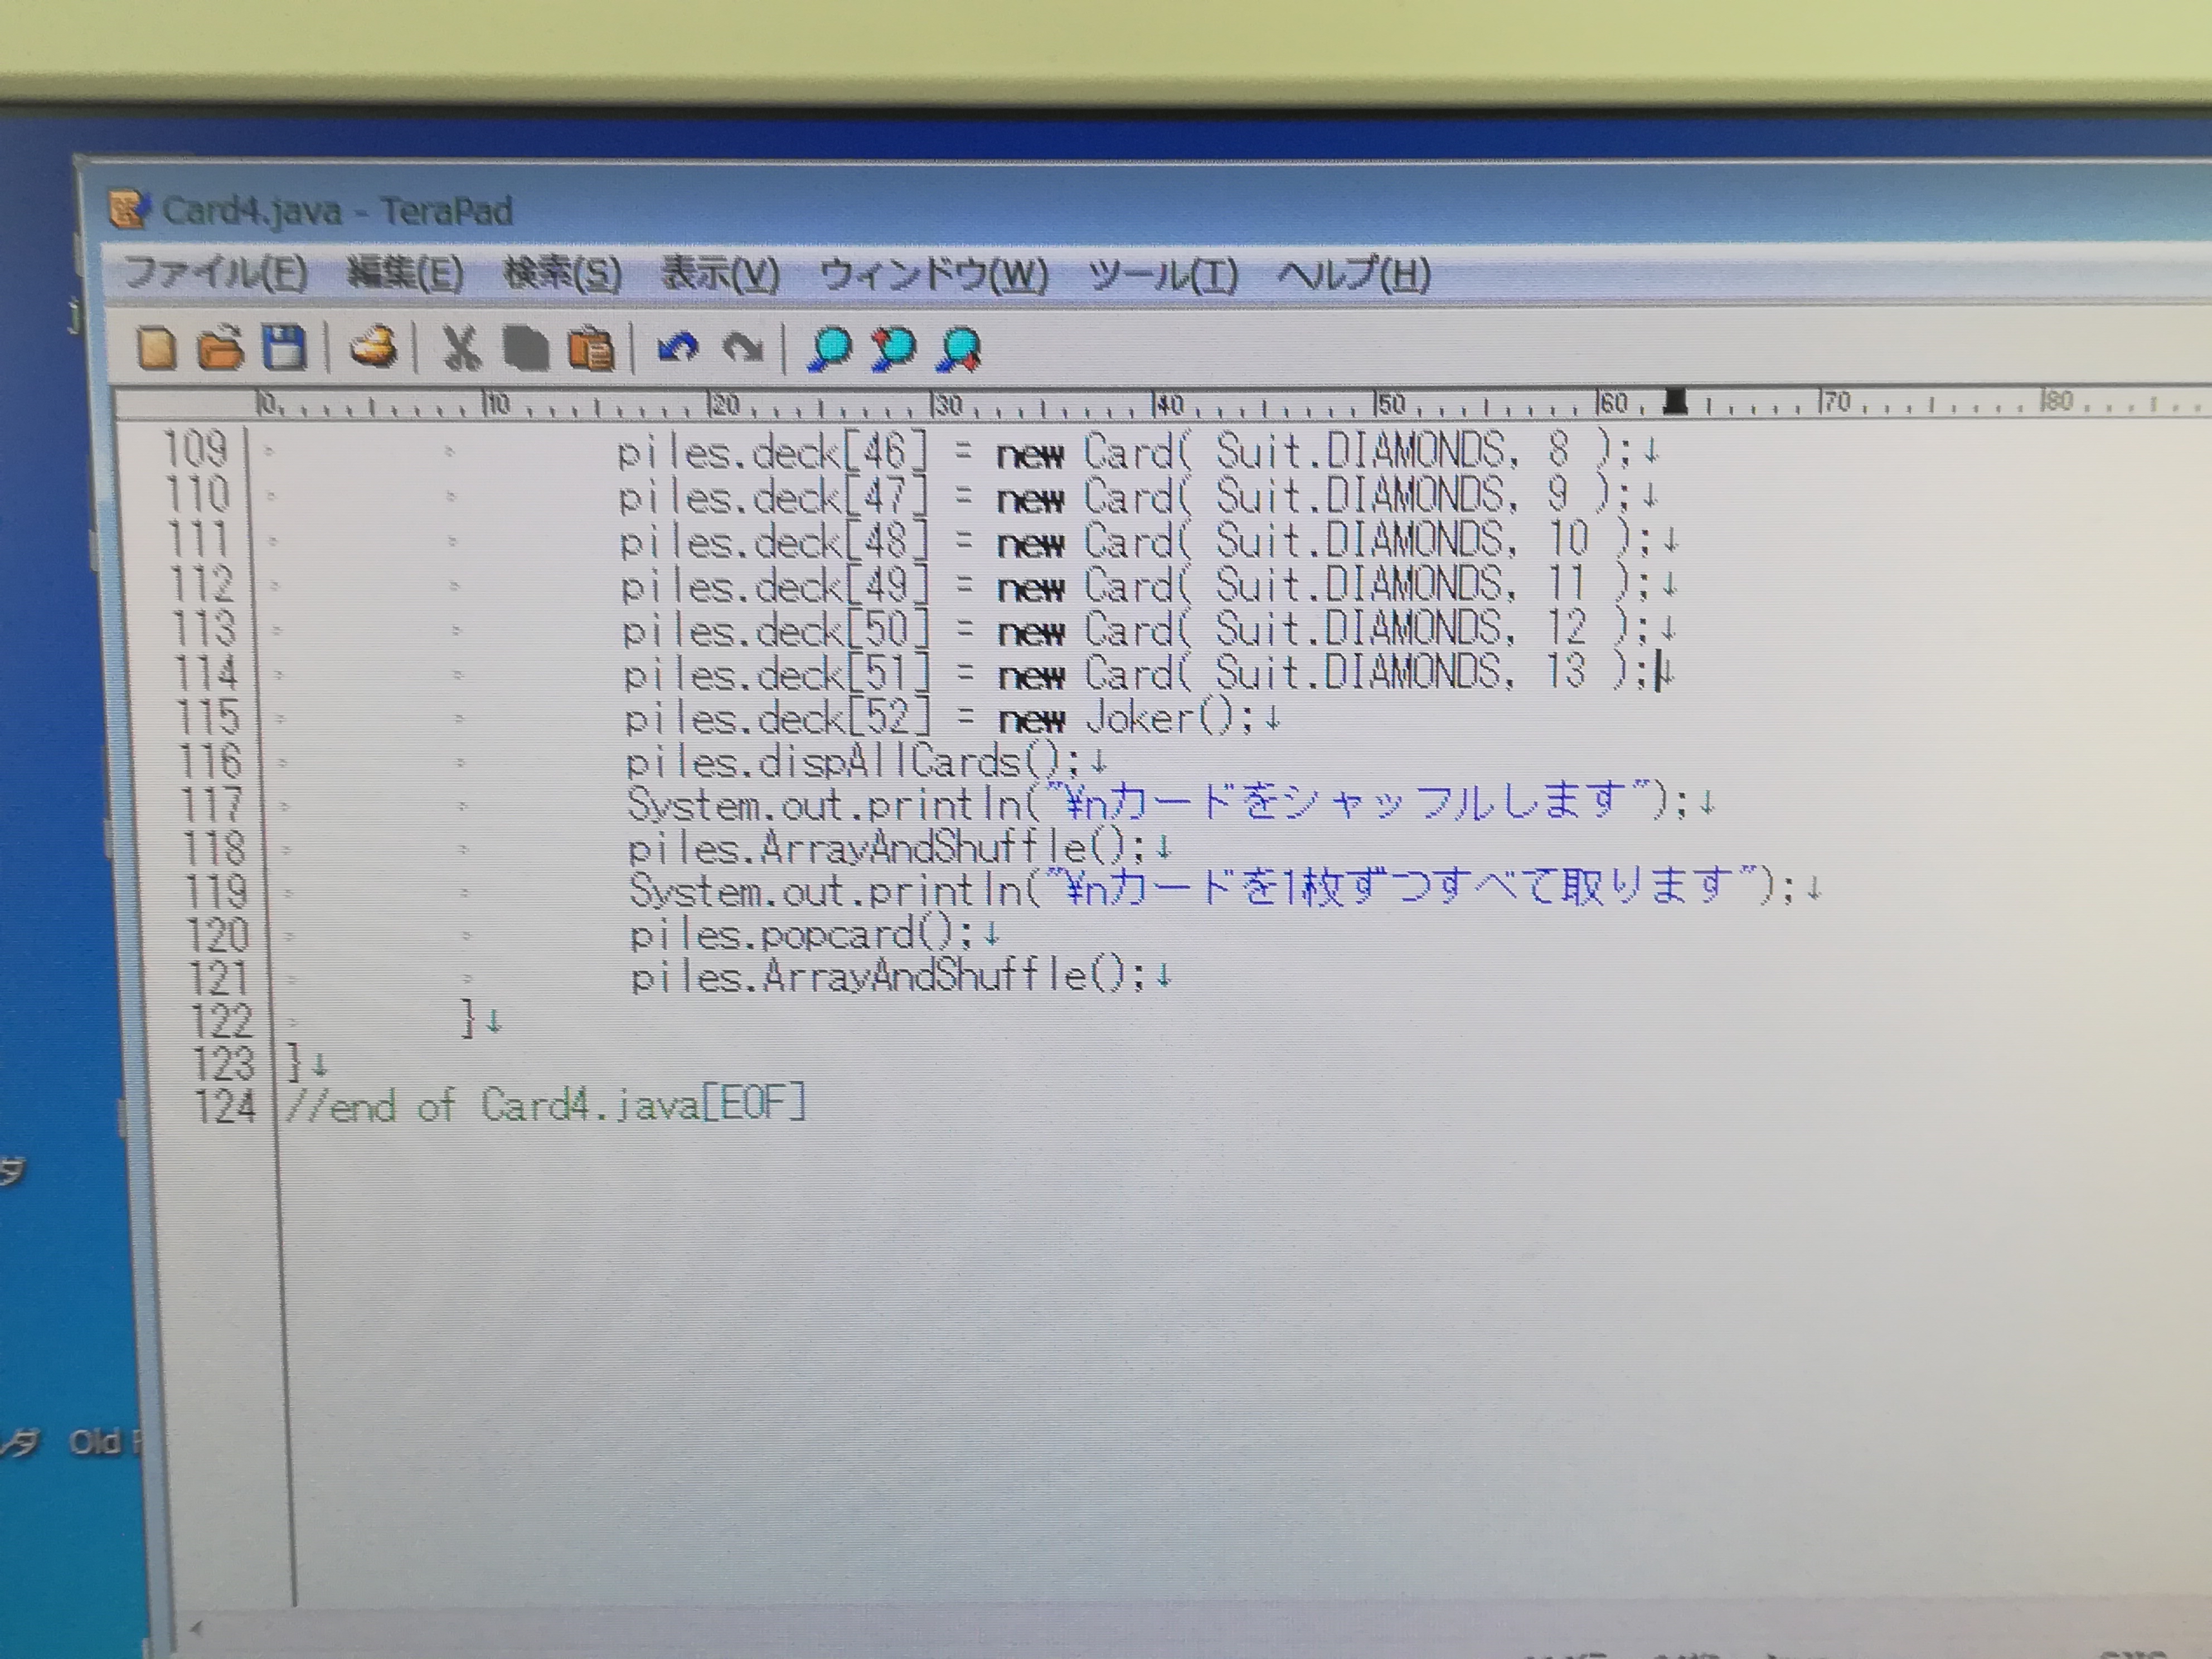 Card4.java - TeraPad
ファイル(F) 編集(E) 検索(S) 表示(V) ウィンドウ(W) ツール(T) ヘルプ(H)
0 10 20 30 40 50 60 70 80
109 piles.deck[46] = new Card( Suit.DIAMONDS, 8 );↓
110 piles.deck[47] = new Card( Suit.DIAMONDS, 9 );↓
111 piles.deck[48] = new Card( Suit.DIAMONDS, 10 );↓
112 piles.deck[49] = new Card( Suit.DIAMONDS, 11 );↓
113 piles.deck[50] = new Card( Suit.DIAMONDS, 12 );↓
114 piles.deck[51] = new Card( Suit.DIAMONDS, 13 );↓
115 piles.deck[52] = new Joker();↓
116 piles.dispAllCards();↓
117 System.out.println("¥nカードをシャッフルします");↓
118 piles.ArrayAndShuffle();↓
119 System.out.println("¥nカードを1枚ずつすべて取ります");↓
120 piles.popcard();↓
121 piles.ArrayAndShuffle();↓
122 }↓
123 }↓
124 //end of Card4.java[EOF]
ダ
ルダ Old